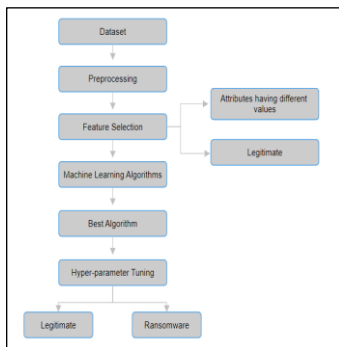 Dataset
Preprocessing
Feature Selection
Attributes having different
values
Legitimate
Machine Learning Algorithms
Best Algorithm
Hyper-parameter Tuning
Legitimate
Ransomware